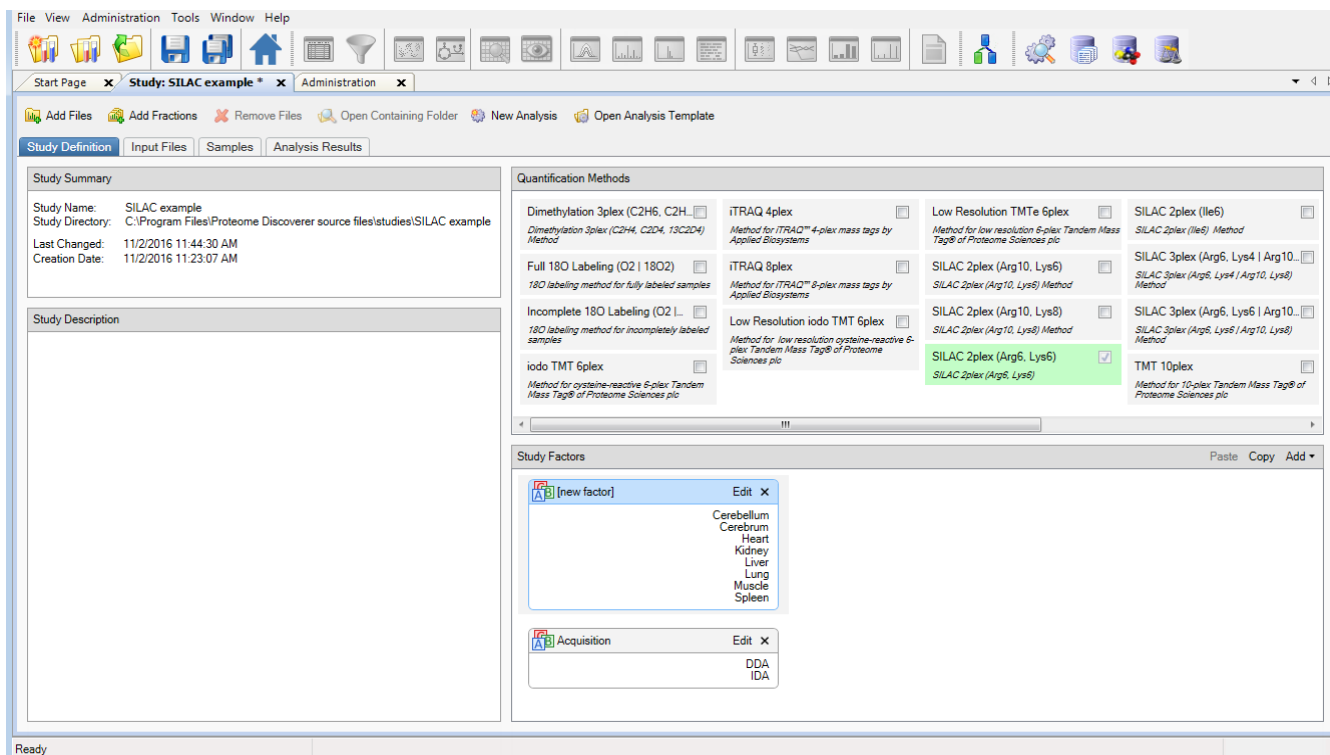 File View Administration Tools Window Help
Start Page
Study: SILAC example *
Administration
Add Files Add Fractions Remove Files Open Containing Folder New Analysis Open Analysis Template
Study Definition Input Files Samples Analysis Results
Study Summary
Study Name: SILAC example
Study Directory: C:\Program Files\Proteome Discoverer source files\studies\SILAC example
Last Changed: 11/2/2016 11:44:30 AM
Creation Date: 11/2/2016 11:23:07 AM
Study Description
Quantification Methods
Dimethylation 3plex (C2H6, C2H...
Dimethylation 3plex (C2H4, C2D4, 13C2D4)
Method
Full 18O Labeling (O2 | 18O2)
18O labeling method for fully labeled samples
Incomplete 18O Labeling (O2 |...
18O labeling method for incompletely labeled
samples
iodo TMT 6plex
Method for cysteine-reactive 6-plex Tandem
Mass Tag® of Proteome Sciences plc
iTRAQ 4plex
Method for iTRAQ™ 4-plex mass tags by
Applied Biosystems
iTRAQ 8plex
Method for iTRAQ™ 8-plex mass tags by
Applied Biosystems
Low Resolution iodo TMT 6plex
Method for low resolution cysteine-reactive 6-
plex Tandem Mass Tag® of Proteome
Sciences plc
Low Resolution TMTe 6plex
Method for low resolution 6-plex Tandem Mass
Tag® of Proteome Sciences plc
SILAC 2plex (Arg10, Lys6)
SILAC 2plex (Arg10, Lys6) Method
SILAC 2plex (Arg10, Lys8)
SILAC 2plex (Arg10, Lys8) Method
SILAC 2plex (Arg6, Lys6)
SILAC 2plex (Arg6, Lys6)
SILAC 2plex (Ile6)
SILAC 2plex (Ile6) Method
SILAC 3plex (Arg6, Lys4 | Arg10...
SILAC 3plex (Arg6, Lys4 | Arg10, Lys8)
Method
SILAC 3plex (Arg6, Lys6 | Arg10...
SILAC 3plex (Arg6, Lys6 | Arg10, Lys8)
Method
TMT 10plex
Method for 10-plex Tandem Mass Tag® of
Proteome Sciences plc
Study Factors
Paste Copy Add
[new factor] Edit
Cerebellum
Cerebrum
Heart
Kidney
Liver
Lung
Muscle
Spleen
Acquisition Edit
DDA
IDA
Ready